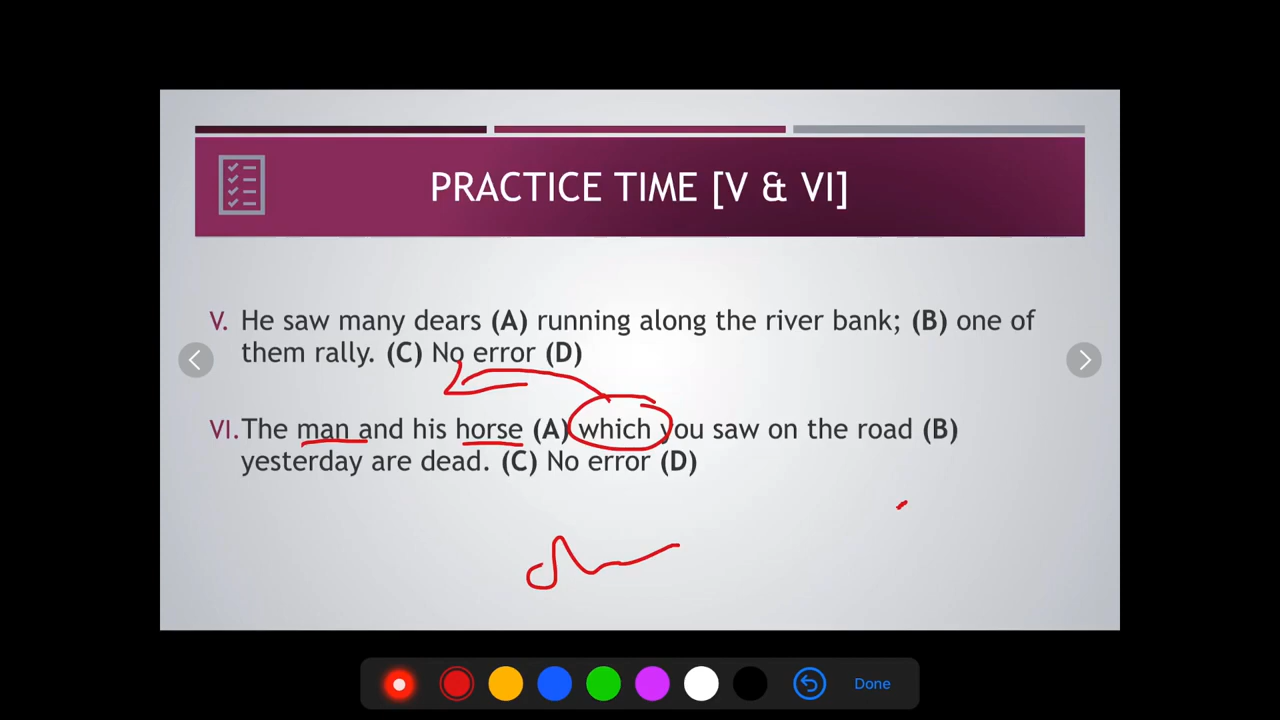 PRACTICE TIME [V & VI]
V. He saw many dears (A) running along the river bank; (B) one of
them rally. (C) No error (D)
VI. The man and his horse (A) which you saw on the road (B)
yesterday are dead. (C) No error (D)
Done